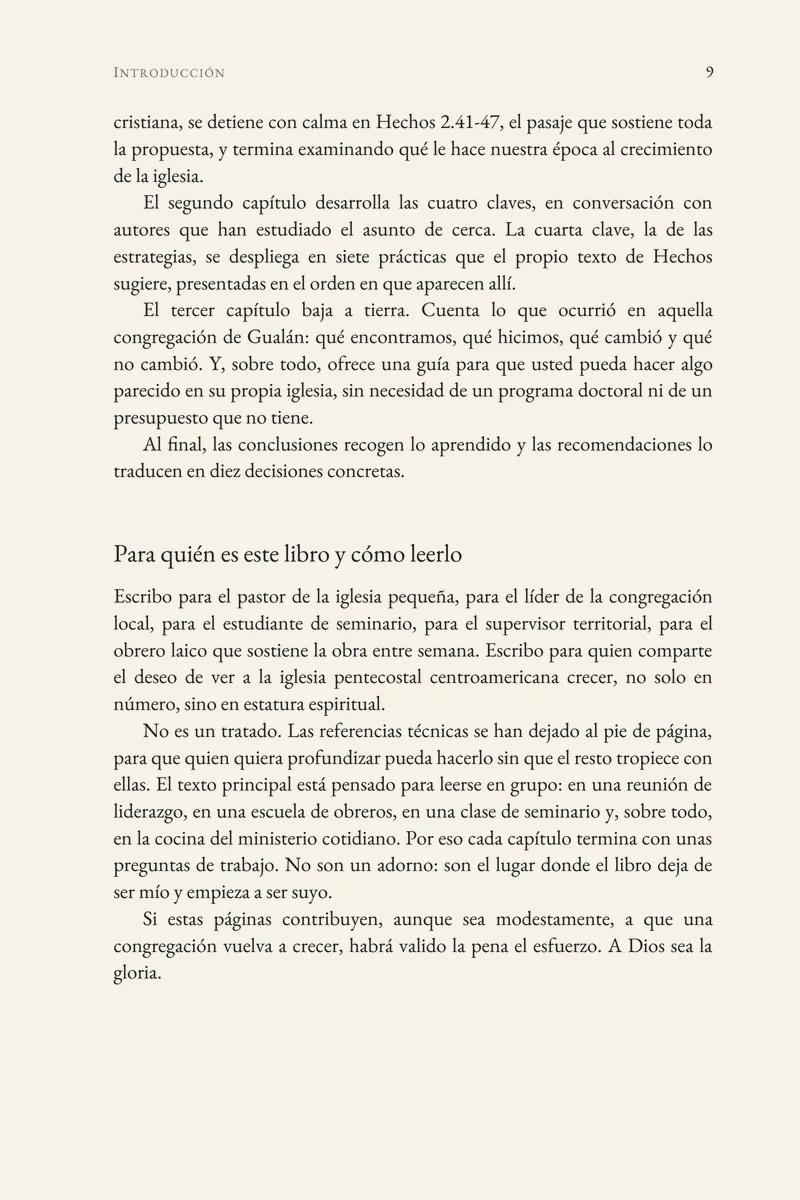 Introducción 9
cristiana, se detiene con calma en Hechos 2.41-47, el pasaje que sostiene toda
la propuesta, y termina examinando qué le hace nuestra época al crecimiento
de la iglesia.
El segundo capítulo desarrolla las cuatro claves, en conversación con
autores que han estudiado el asunto de cerca. La cuarta clave, la de las
estrategias, se despliega en siete prácticas que el propio texto de Hechos
sugiere, presentadas en el orden en que aparecen allí.
El tercer capítulo baja a tierra. Cuenta lo que ocurrió en aquella
congregación de Gualán: qué encontramos, qué hicimos, qué cambió y qué
no cambió. Y, sobre todo, ofrece una guía para que usted pueda hacer algo
parecido en su propia iglesia, sin necesidad de un programa doctoral ni de un
presupuesto que no tiene.
Al final, las conclusiones recogen lo aprendido y las recomendaciones lo
traducen en diez decisiones concretas.
Para quién es este libro y cómo leerlo
Escribo para el pastor de la iglesia pequeña, para el líder de la congregación
local, para el estudiante de seminario, para el supervisor territorial, para el
obrero laico que sostiene la obra entre semana. Escribo para quien comparte
el deseo de ver a la iglesia pentecostal centroamericana crecer, no solo en
número, sino en estatura espiritual.
No es un tratado. Las referencias técnicas se han dejado al pie de página,
para que quien quiera profundizar pueda hacerlo sin que el resto tropiece con
ellas. El texto principal está pensado para leerse en grupo: en una reunión de
liderazgo, en una escuela de obreros, en una clase de seminario y, sobre todo,
en la cocina del ministerio cotidiano. Por eso cada capítulo termina con unas
preguntas de trabajo. No son un adorno: son el lugar donde el libro deja de
ser mío y empieza a ser suyo.
Si estas páginas contribuyen, aunque sea modestamente, a que una
congregación vuelva a crecer, habrá valido la pena el esfuerzo. A Dios sea la
gloria.